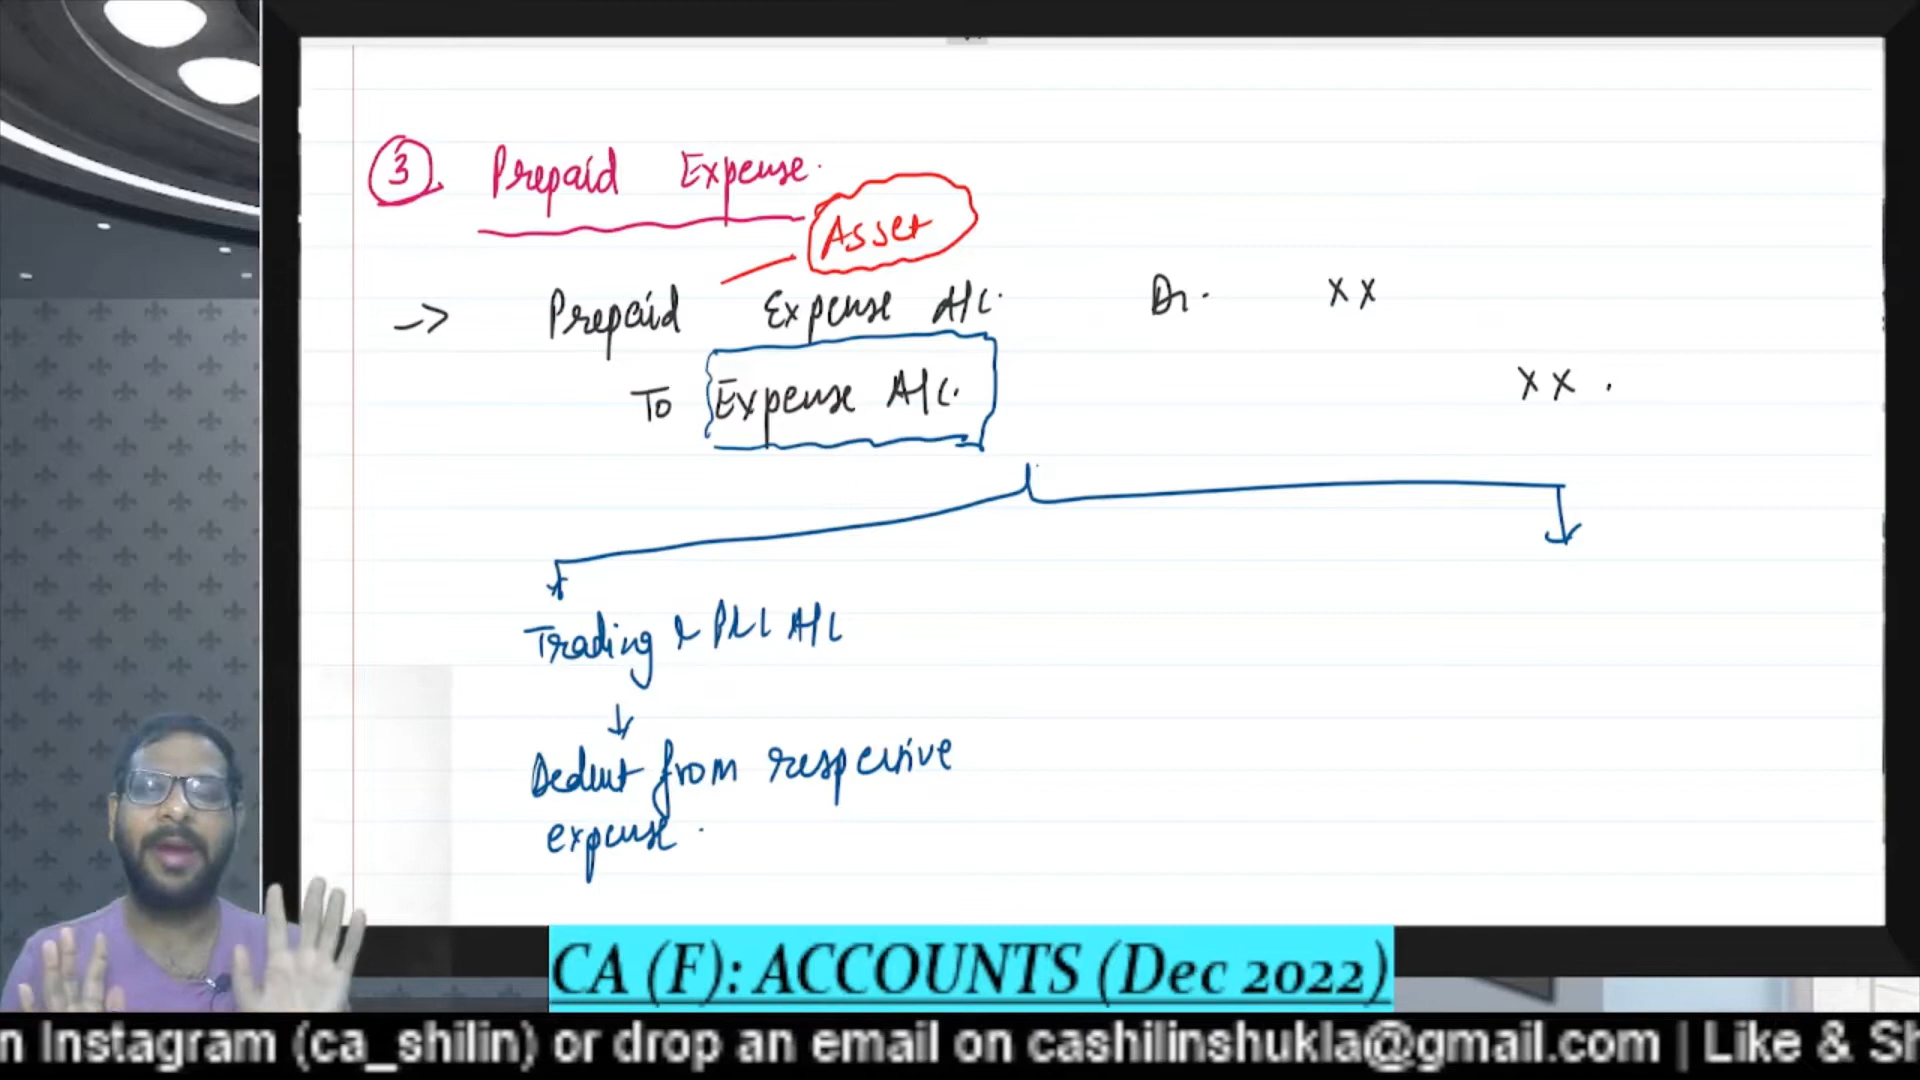 3. Prepaid Expense.
Asset
-> Prepaid Expense A/c. Dr. XX
To Expense A/c. XX.
Trading & P&L A/c
↓
Deduct from respective
expense.
CA (F): ACCOUNTS (Dec 2022)
n Instagram (ca_shilin) or drop an email on cashilinshukla@gmail.com | Like & Sh